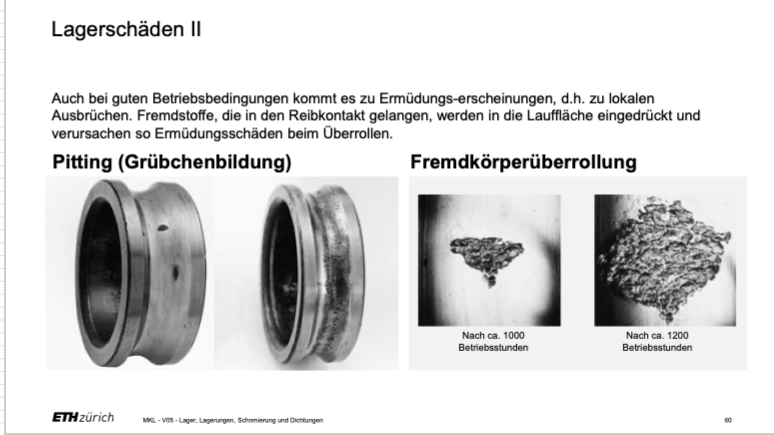 Lagerschäden II
Auch bei guten Betriebsbedingungen kommt es zu Ermüdungs-erscheinungen, d.h. zu lokalen
Ausbrüchen. Fremdstoffe, die in den Reibkontakt gelangen, werden in die Lauffläche eingedrückt und
verursachen so Ermüdungsschäden beim Überrollen.
Pitting (Grübchenbildung)
Fremdkörperüberrollung
Nach ca. 1000
Betriebsstunden
Nach ca. 1200
Betriebsstunden
ETH zürich
MKL - V05 - Lager, Lagerungen, Schnmierung und Dichtungen
60